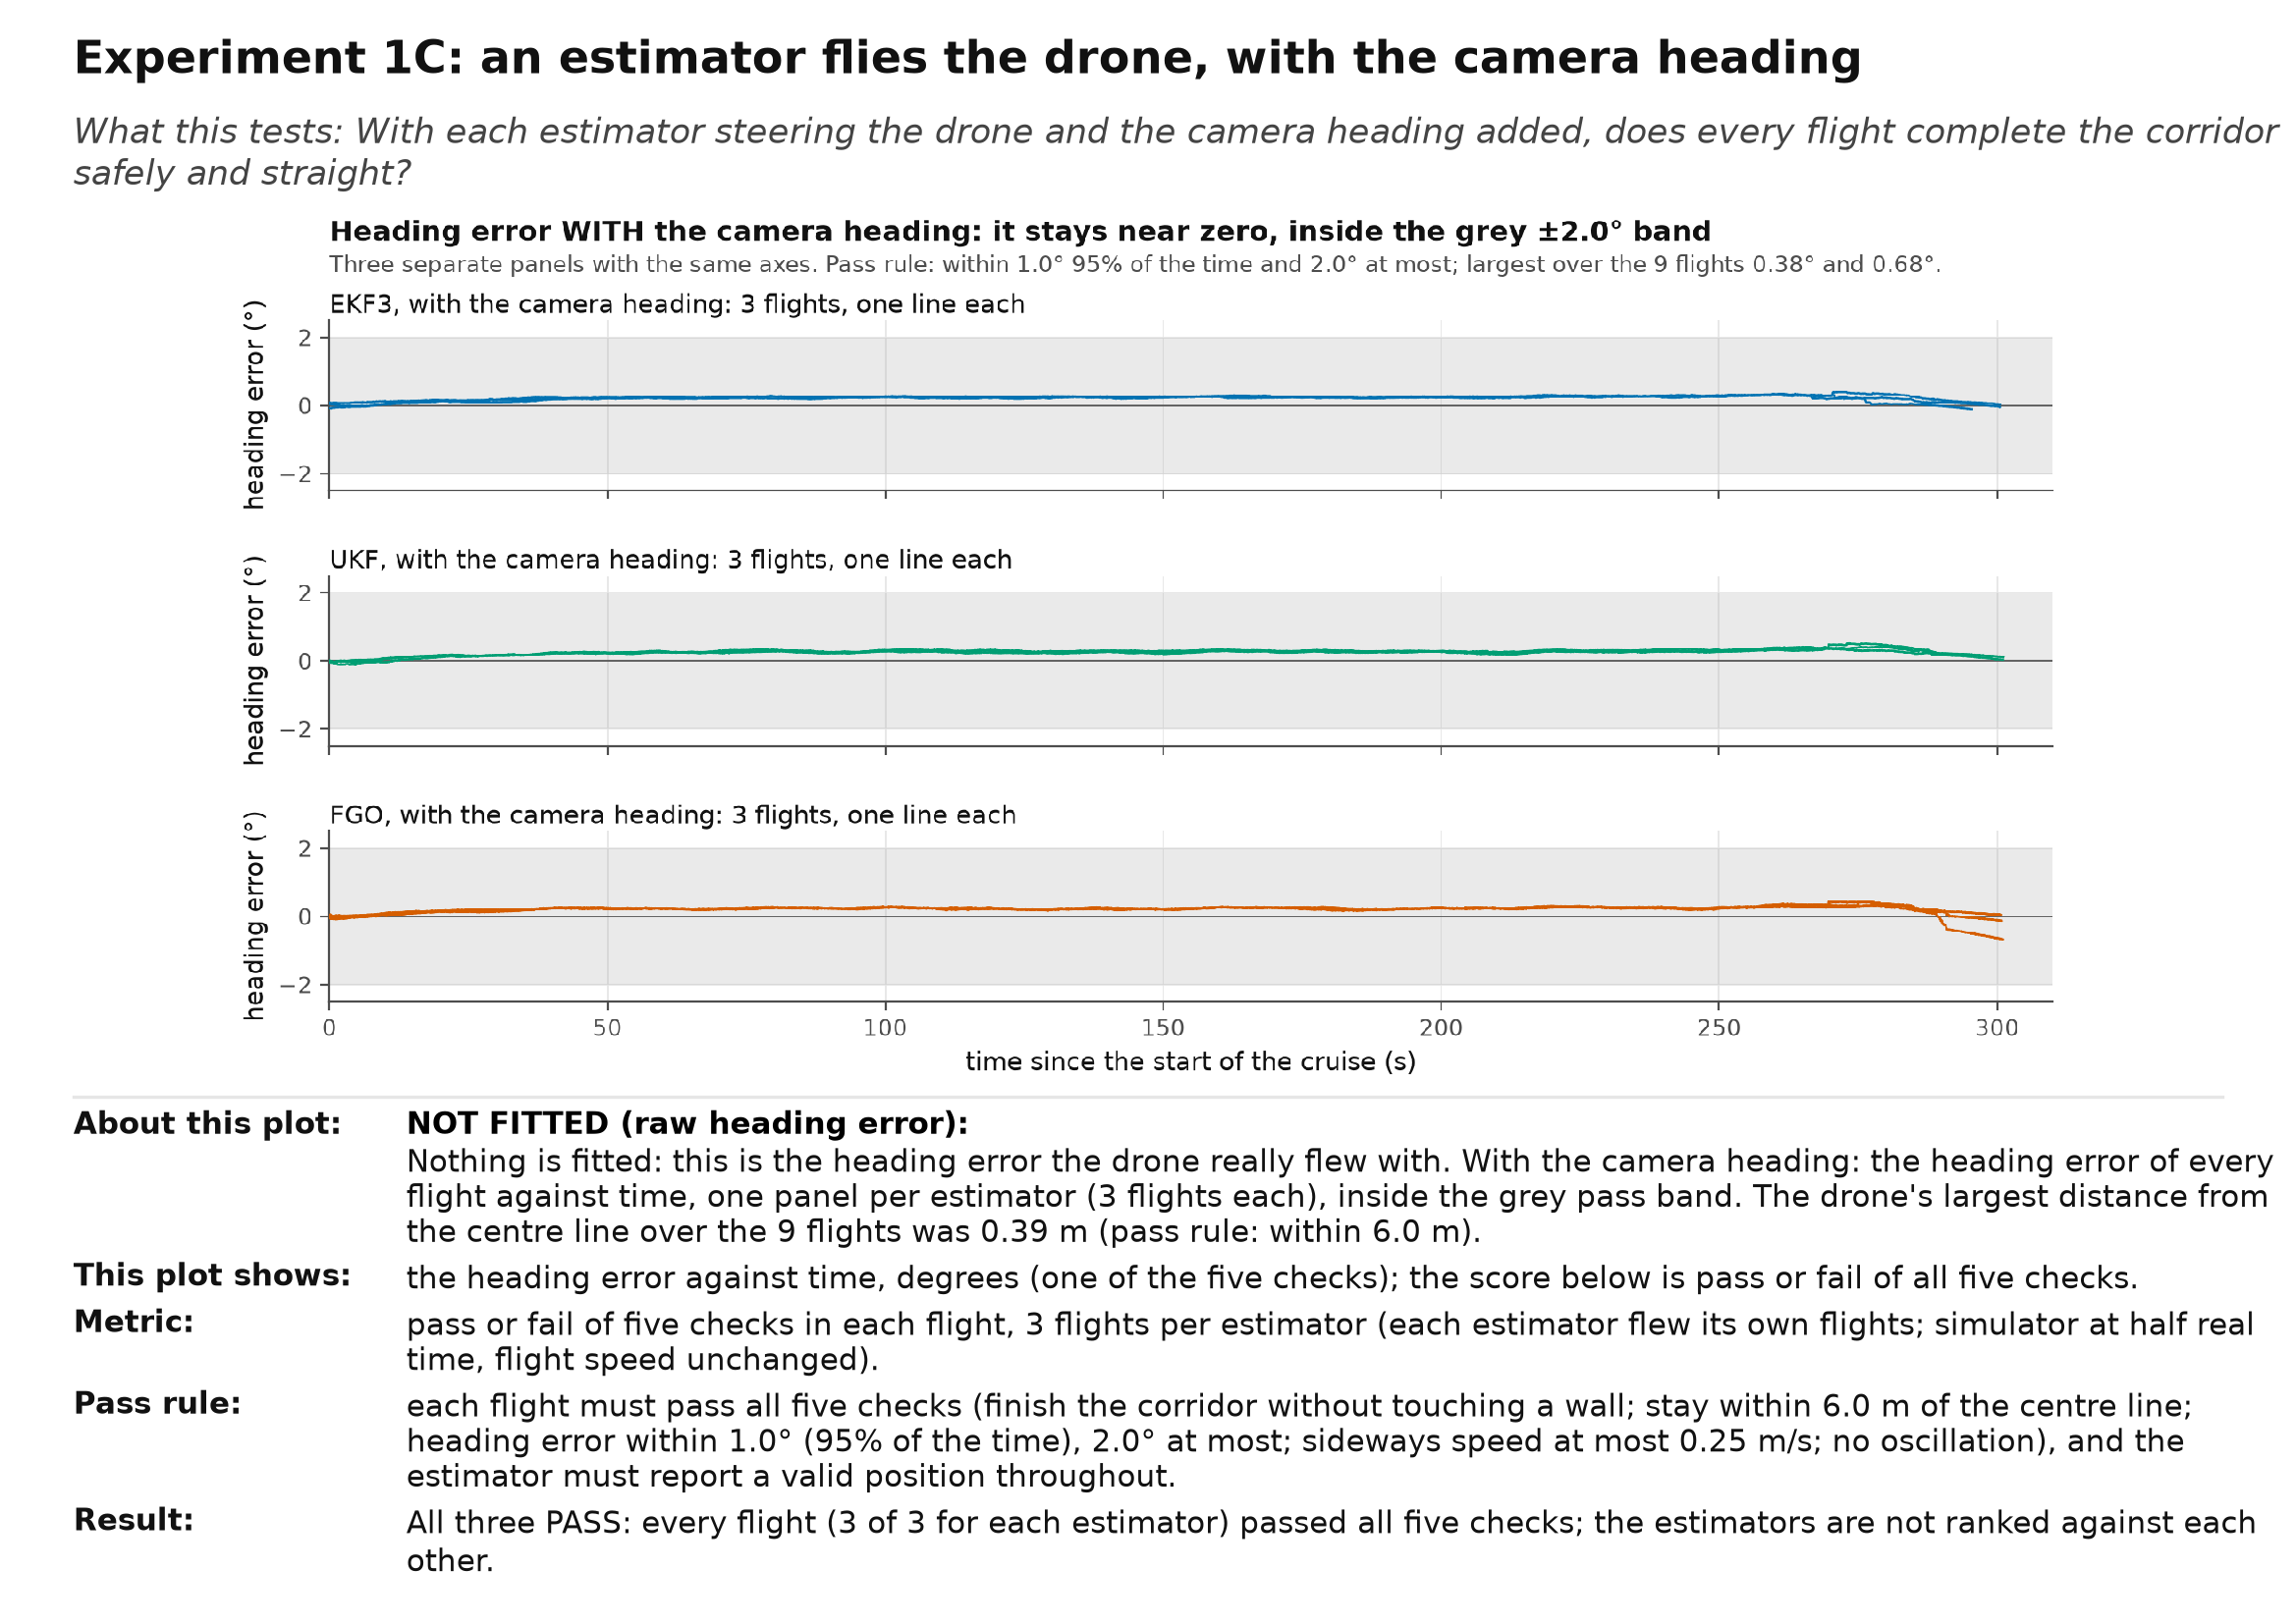 Experiment 1C: an estimator flies the drone, with the camera heading
What this tests: With each estimator steering the drone and the camera heading added, does every flight complete the corridor
safely and straight?
Heading error WITH the camera heading: it stays near zero, inside the grey ±2.0° band
Three separate panels with the same axes. Pass rule: within 1.0° 95% of the time and 2.0° at most; largest over the 9 flights 0.38° and 0.68°.
EKF3, with the camera heading: 3 flights, one line each
heading error (°)
2
0
−2
UKF, with the camera heading: 3 flights, one line each
heading error (°)
2
0
−2
FGO, with the camera heading: 3 flights, one line each
heading error (°)
2
0
−2
0 50 100 150 200 250 300
time since the start of the cruise (s)
About this plot: NOT FITTED (raw heading error):
Nothing is fitted: this is the heading error the drone really flew with. With the camera heading: the heading error of every
flight against time, one panel per estimator (3 flights each), inside the grey pass band. The drone's largest distance from
the centre line over the 9 flights was 0.39 m (pass rule: within 6.0 m).
This plot shows: the heading error against time, degrees (one of the five checks); the score below is pass or fail of all five checks.
Metric: pass or fail of five checks in each flight, 3 flights per estimator (each estimator flew its own flights; simulator at half real
time, flight speed unchanged).
Pass rule: each flight must pass all five checks (finish the corridor without touching a wall; stay within 6.0 m of the centre line;
heading error within 1.0° (95% of the time), 2.0° at most; sideways speed at most 0.25 m/s; no oscillation), and the
estimator must report a valid position throughout.
Result: All three PASS: every flight (3 of 3 for each estimator) passed all five checks; the estimators are not ranked against each
other.